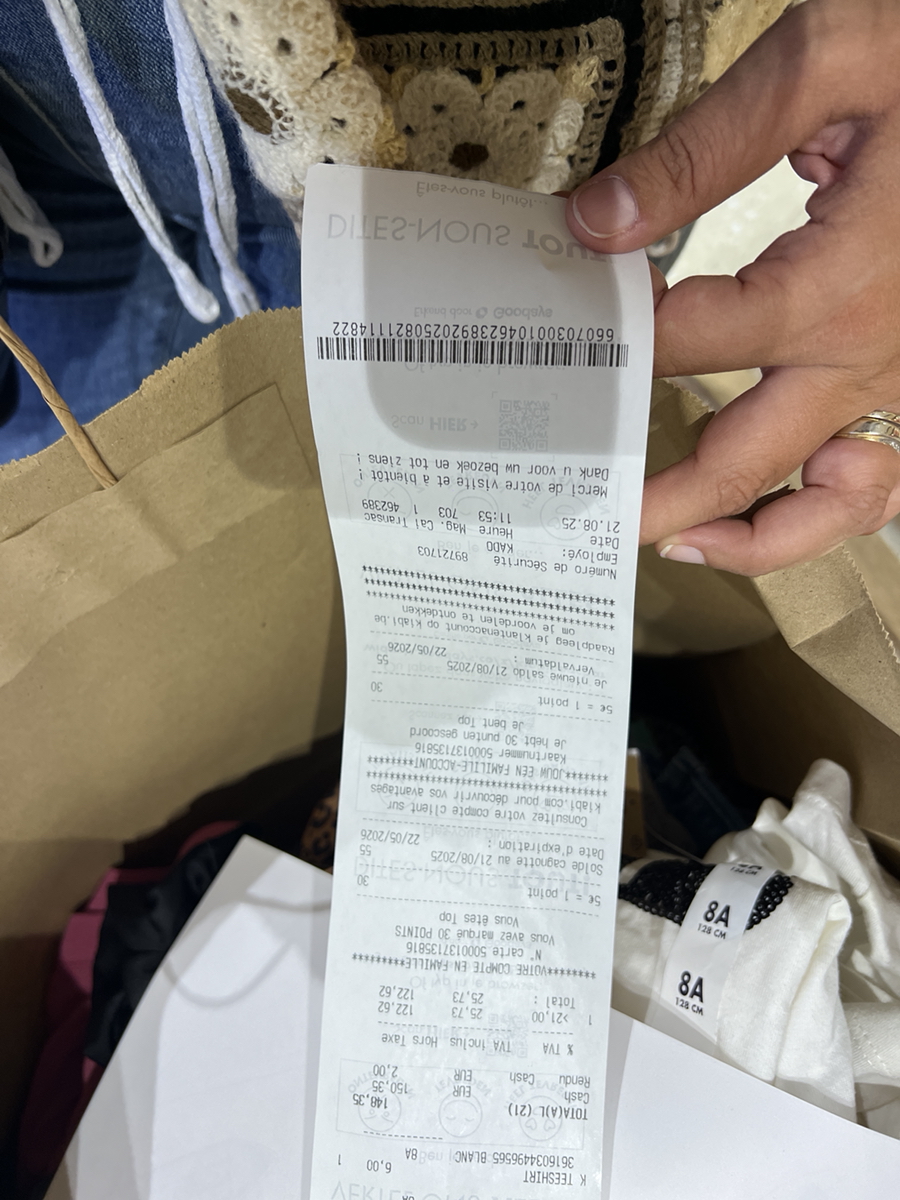 K TEESHIRT
3616034496565 BLANC 8A 6,00 1
TOTA(A)L (21) 148,35
Cash EUR 150,35
Rendu Cash EUR 2,00
% TVA TVA inclus Hors Taxe
1 >21,00 25,73 122,62
Total : 25,73 122,62
*******VOTRE COMPTE EN FAMILLE*********
N° carte 5000137135816
Vous avez marqué 30 POINTS
Vous êtes Top
5€ = 1 point 30
Solde cagnotte au 21/08/2025 55
Date d'expiration : 22/05/2026
Consultez votre compte client sur
kiabi.com pour découvrir vos avantages
*******JOUW EEN FAMILLIE-ACCOUNT********
Kaartnummer 5000137135816
Je hebt 30 punten gescoord
Je bent Top
5€ = 1 point 30
Je nieuwe saldo 21/08/2025 55
Vervaldatum : 22/05/2026
Raadpleeg je klantenaccount op kiabi.be
om je voordelen te ontdekken
Numéro de Sécurité 89721703
Employé: KADO
Date Heure Mag. Cai Transac
21.08.25 11:53 703 1 462389
Merci de votre visite et à bientôt !
Dank u voor uw bezoek en tot ziens !
6607030010462389202508211114822
DITES-NOUS TOUT
Êtes-vous plutôt...
Erkend door Goodays
Scan HIER
8A
128 CM
8A
128 CM